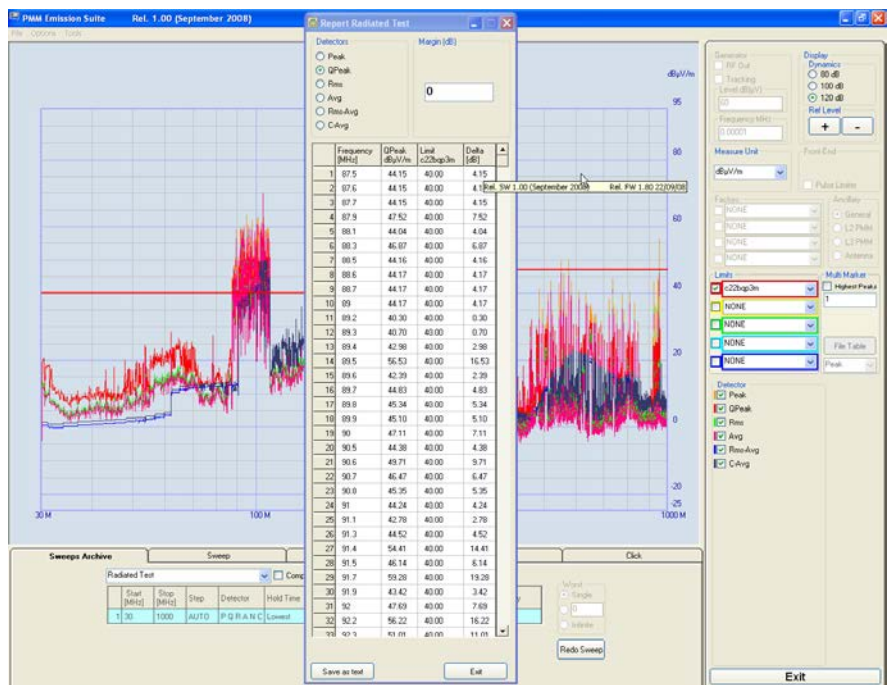 PMM Emission Suite Rel. 1.00 (September 2008)
File Options Tools
Report Radiated Test
Detectors
Peak
QPeak
Rms
Avg
Rms-Avg
C-Avg
Margin (dB)
0
Frequency [MHz] QPeak dBµV/m Limit c22bqp3m Delta [dB]
1 87.5 44.15 40.00 4.15
2 87.6 44.15 40.00 4.15
3 87.7 44.15 40.00 4.15
4 87.9 47.52 40.00 7.52
5 88.1 44.04 40.00 4.04
6 88.3 46.87 40.00 6.87
7 88.5 44.16 40.00 4.16
8 88.6 44.17 40.00 4.17
9 88.7 44.17 40.00 4.17
10 89 44.17 40.00 4.17
11 89.2 40.30 40.00 0.30
12 89.3 40.70 40.00 0.70
13 89.4 42.98 40.00 2.98
14 89.5 56.53 40.00 16.53
15 89.6 42.39 40.00 2.39
16 89.7 44.83 40.00 4.83
17 89.8 45.34 40.00 5.34
18 89.9 45.10 40.00 5.10
19 90 47.11 40.00 7.11
20 90.5 44.38 40.00 4.38
21 90.6 49.71 40.00 9.71
22 90.7 46.47 40.00 6.47
23 90.8 45.35 40.00 5.35
24 91 44.24 40.00 4.24
25 91.1 42.78 40.00 2.78
26 91.3 44.52 40.00 4.52
27 91.4 54.41 40.00 14.41
28 91.5 46.14 40.00 6.14
29 91.7 59.28 40.00 19.28
30 91.9 43.42 40.00 3.42
31 92 47.69 40.00 7.69
32 92.2 56.22 40.00 16.22
33 92.3 51.01 40.00 11.01
Save as text Exit
Rel. SW 1.00 (September 2008) Rel. FW 1.80 22/09/08
dBµV/m
95
80
60
40
20
0
-20
-25
30 M 100 M 1000 M
Generator
RF Out
Tracking
Level dB(µV)
60
Frequency MHz
0.00001
Display
Dynamics
80 dB
100 dB
120 dB
Ref Level
+ -
Measure Unit
dBµV/m
Front End
Pulse Limiter
Factors
NONE
NONE
NONE
NONE
Ancillary
General
L2 PMM
L3 PMM
Antenna
Limits
c22bqp3m
NONE
NONE
NONE
NONE
Multi Marker
Highest Peaks
1
File Table
Peak
Detector
Peak
QPeak
Rms
Avg
Rms-Avg
C-Avg
Exit
Sweeps Archive Sweep Click
Radiated Test
Start [MHz] Stop [MHz] Step Detector Hold Time
1 30 1000 AUTO P Q R A N C Lowest
Single
0
Infinite
Redo Sweep